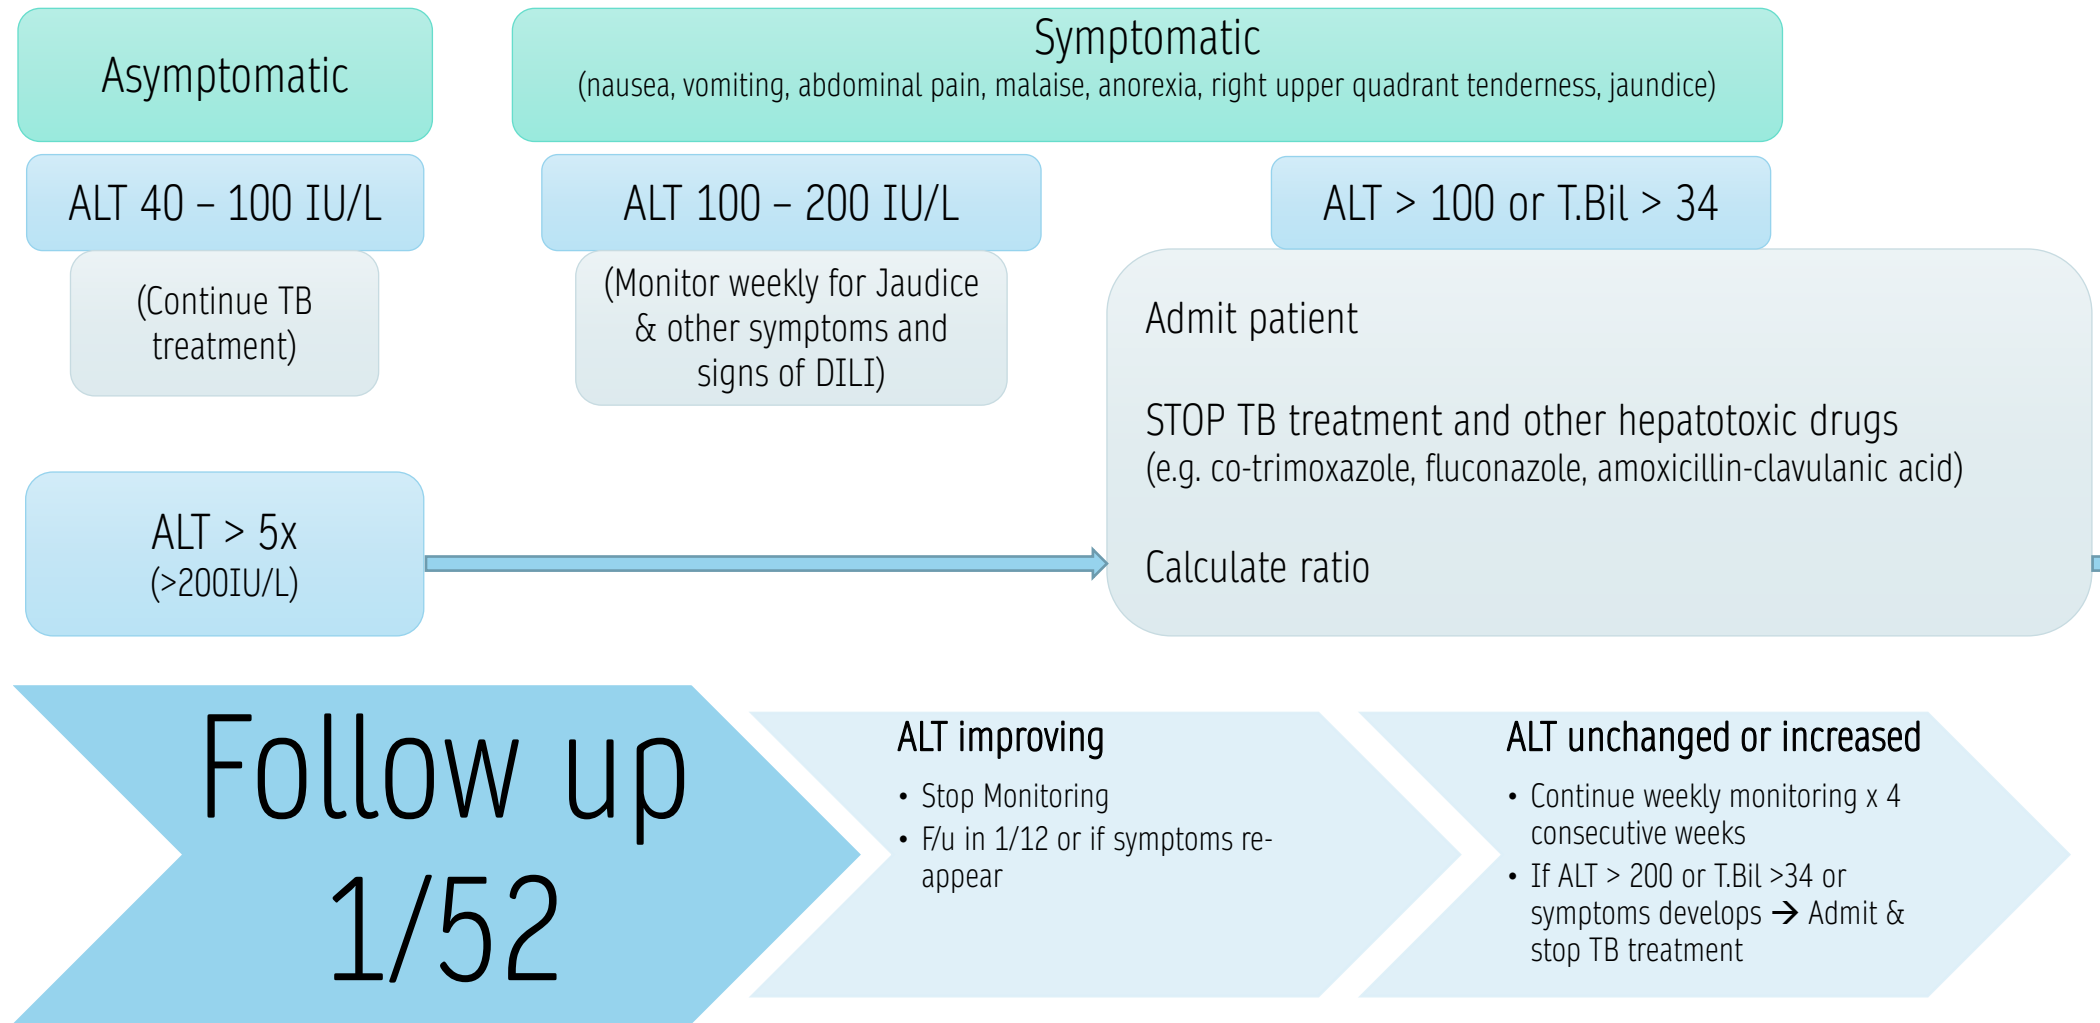 Asymptomatic
Symptomatic
(nausea, vomiting, abdominal pain, malaise, anorexia, right upper quadrant tenderness, jaundice)
ALT 40 – 100 IU/L
(Continue TB
treatment)
ALT 100 – 200 IU/L
(Monitor weekly for Jaudice
& other symptoms and
signs of DILI)
ALT > 100 or T.Bil > 34
Admit patient
STOP TB treatment and other hepatotoxic drugs
(e.g. co-trimoxazole, fluconazole, amoxicillin-clavulanic acid)
Calculate ratio
ALT > 5x
(>200IU/L)
Follow up
1/52
ALT improving
• Stop Monitoring
• F/u in 1/12 or if symptoms re-
appear
ALT unchanged or increased
• Continue weekly monitoring x 4
consecutive weeks
• If ALT > 200 or T.Bil >34 or
symptoms develops → Admit &
stop TB treatment